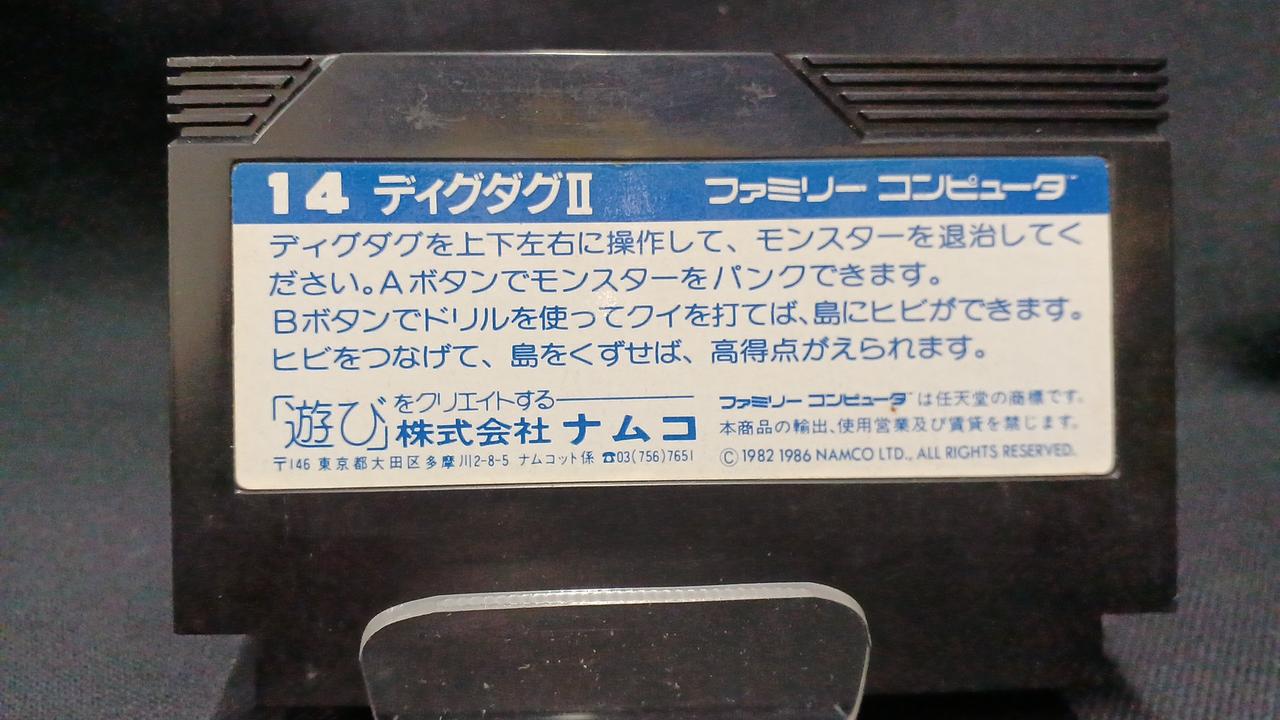 14 ディグダグII ファミリー コンピュータ™
ディグダグを上下左右に操作して、モンスターを退治してく
ださい。Aボタンでモンスターをパンクできます。
Bボタンでドリルを使ってクイを打てば、島にヒビができます。
ヒビをつなげて、島をくずせば、高得点がえられます。
「遊び」をクリエイトする
株式会社 ナムコ
〒146 東京都大田区多摩川2-8-5 ナムコット係 ☎03(756)7651
ファミリー コンピュータ™は任天堂の商標です。
本商品の輸出、使用営業及び賃貸を禁じます。
©1982 1986 NAMCO LTD., ALL RIGHTS RESERVED.